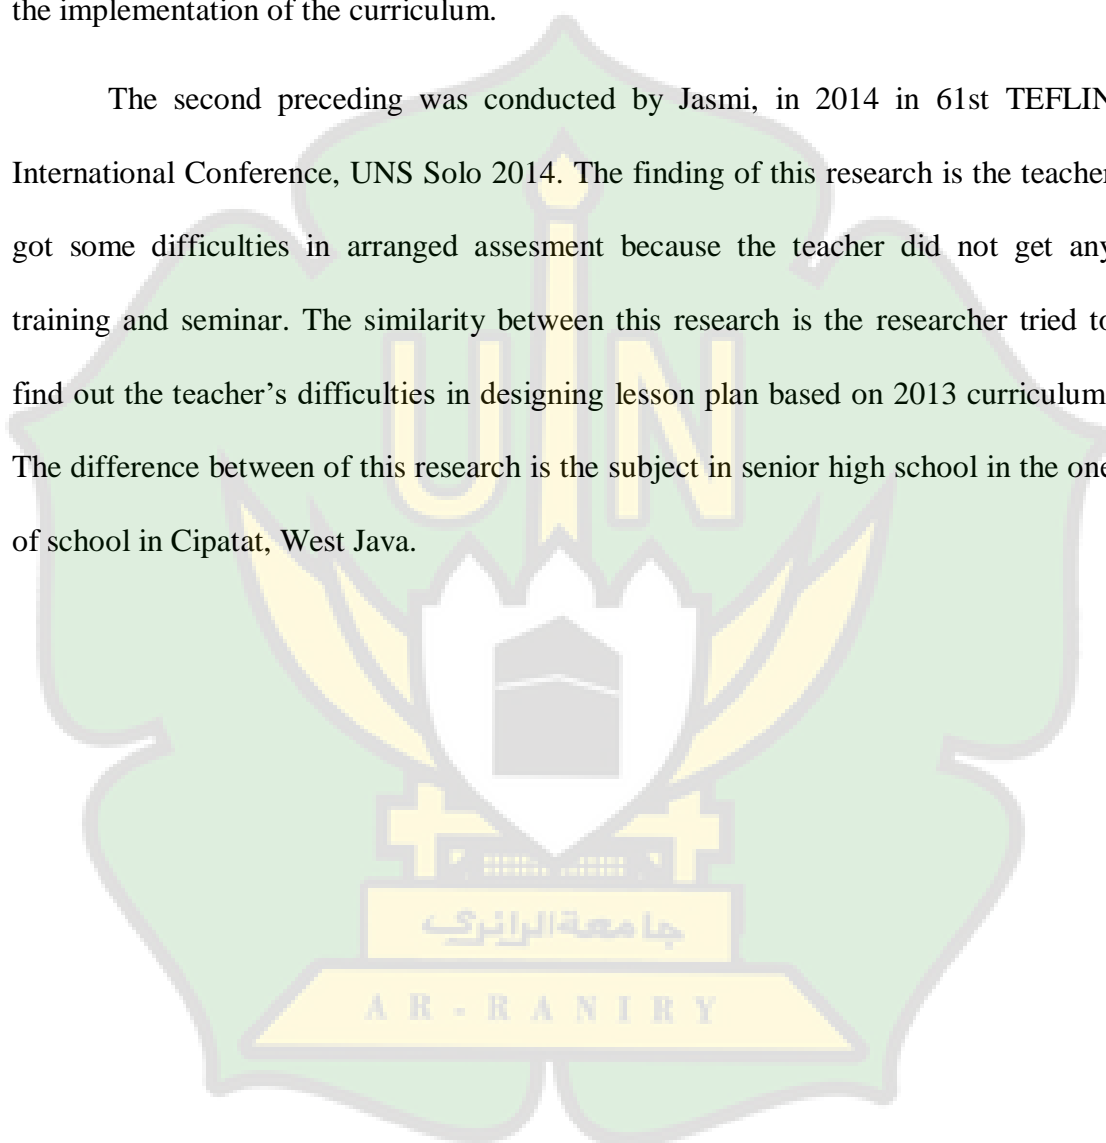 the implementation of the curriculum.
The second preceding was conducted by Jasmi, in 2014 in 61st TEFLIN
International Conference, UNS Solo 2014. The finding of this research is the teacher
got some difficulties in arranged assesment because the teacher did not get any
training and seminar. The similarity between this research is the researcher tried to
find out the teacher’s difficulties in designing lesson plan based on 2013 curriculum
The difference between of this research is the subject in senior high school in the one
of school in Cipatat, West Java.
UIN
جامعة الرانري
AR-RANIRY